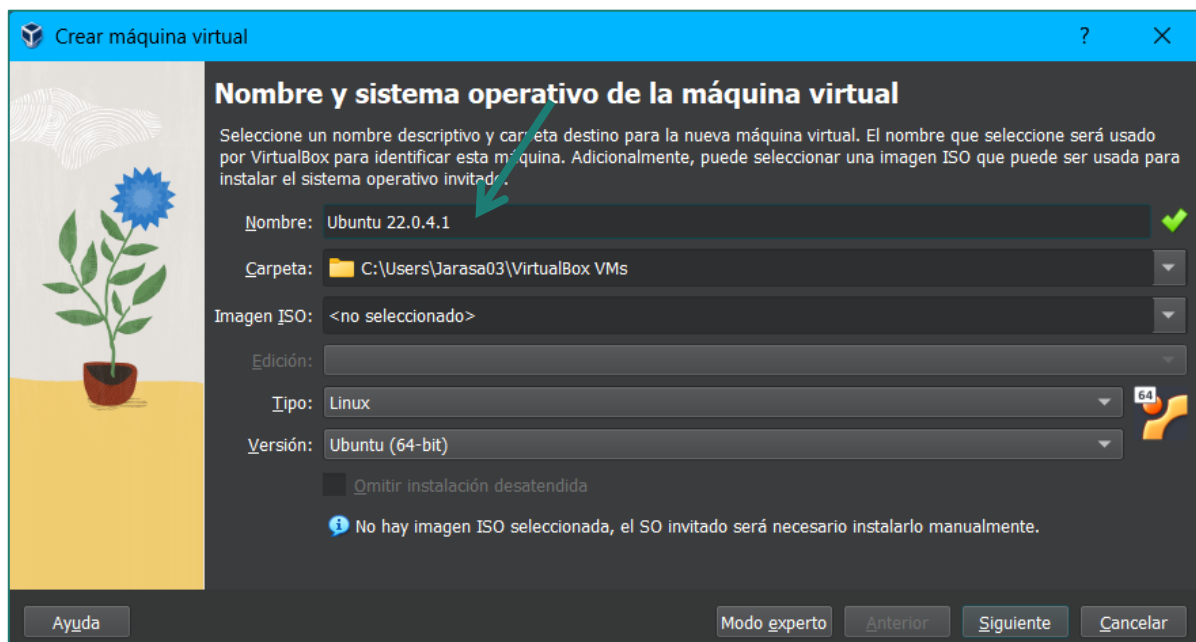 Crear máquina virtual ?
Nombre y sistema operativo de la máquina virtual
Seleccione un nombre descriptivo y carpeta destino para la nueva máquina virtual. El nombre que seleccione será usado
por VirtualBox para identificar esta máquina. Adicionalmente, puede seleccionar una imagen ISO que puede ser usada para
instalar el sistema operativo invitado.
Nombre: Ubuntu 22.0.4.1
Carpeta: C:\Users\Jarasa03\VirtualBox VMs
Imagen ISO: <no seleccionado>
Edición:
Tipo: Linux
64
Versión: Ubuntu (64-bit)
Omitir instalación desatendida
No hay imagen ISO seleccionada, el SO invitado será necesario instalarlo manualmente.
Ayuda Modo experto Anterior Siguiente Cancelar